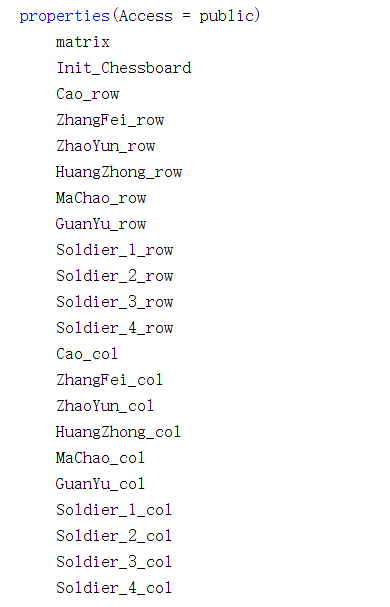 properties(Access = public)
matrix
Init_Chessboard
Cao_row
ZhangFei_row
ZhaoYun_row
HuangZhong_row
MaChao_row
GuanYu_row
Soldier_1_row
Soldier_2_row
Soldier_3_row
Soldier_4_row
Cao_col
ZhangFei_col
ZhaoYun_col
HuangZhong_col
MaChao_col
GuanYu_col
Soldier_1_col
Soldier_2_col
Soldier_3_col
Soldier_4_col